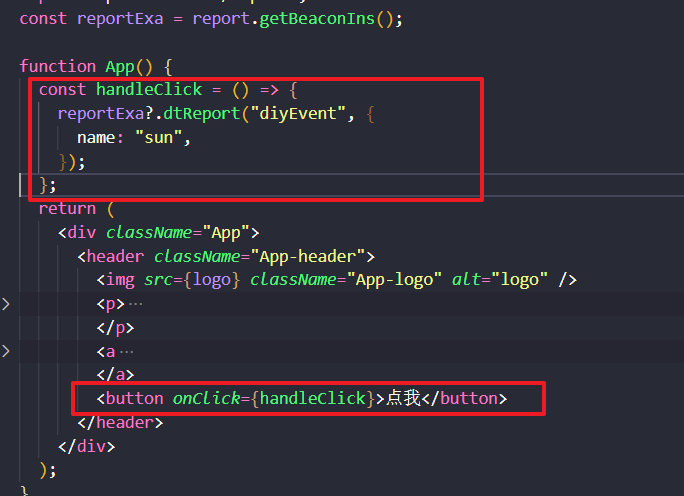 const reportExa = report.getBeaconIns();
function App() {
const handleClick = () => {
reportExa?.dtReport("diyEvent", {
name: "sun",
});
};
return (
<div className="App">
<header className="App-header">
<img src={logo} className="App-logo" alt="logo" />
<p>…
</p>
<a…
</a>
<button onClick={handleClick}>点我</button>
</header>
</div>
);
}